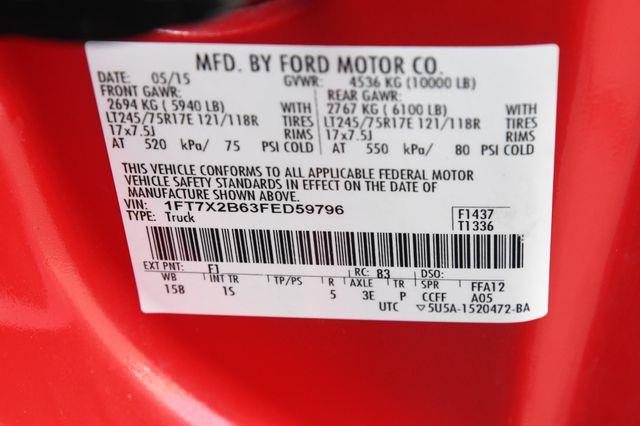 MFD. BY FORD MOTOR CO.
DATE: 05/15 GVWR: 4536 KG (10000 LB)
FRONT GAWR: REAR GAWR:
2694 KG ( 5940 LB) WITH 2767 KG ( 6100 LB) WITH
LT245/75R17E 121/118R TIRES LT245/75R17E 121/118R TIRES
17x7.5J RIMS 17x7.5J RIMS
AT 520 kPa/ 75 PSI COLD AT 550 kPa/ 80 PSI COLD
THIS VEHICLE CONFORMS TO ALL APPLICABLE FEDERAL MOTOR
VEHICLE SAFETY STANDARDS IN EFFECT ON THE DATE OF
MANUFACTURE SHOWN ABOVE.
VIN: 1FT7X2B63FED59796 F1437
TYPE: Truck T1336
EXT PNT: F1 RC: 83 DSO:
WB INT TR TP/PS R AXLE TR SPR FFA12
158 1S 5 3E P CCFF A05
UTC ▽5U5A-1520472-BA